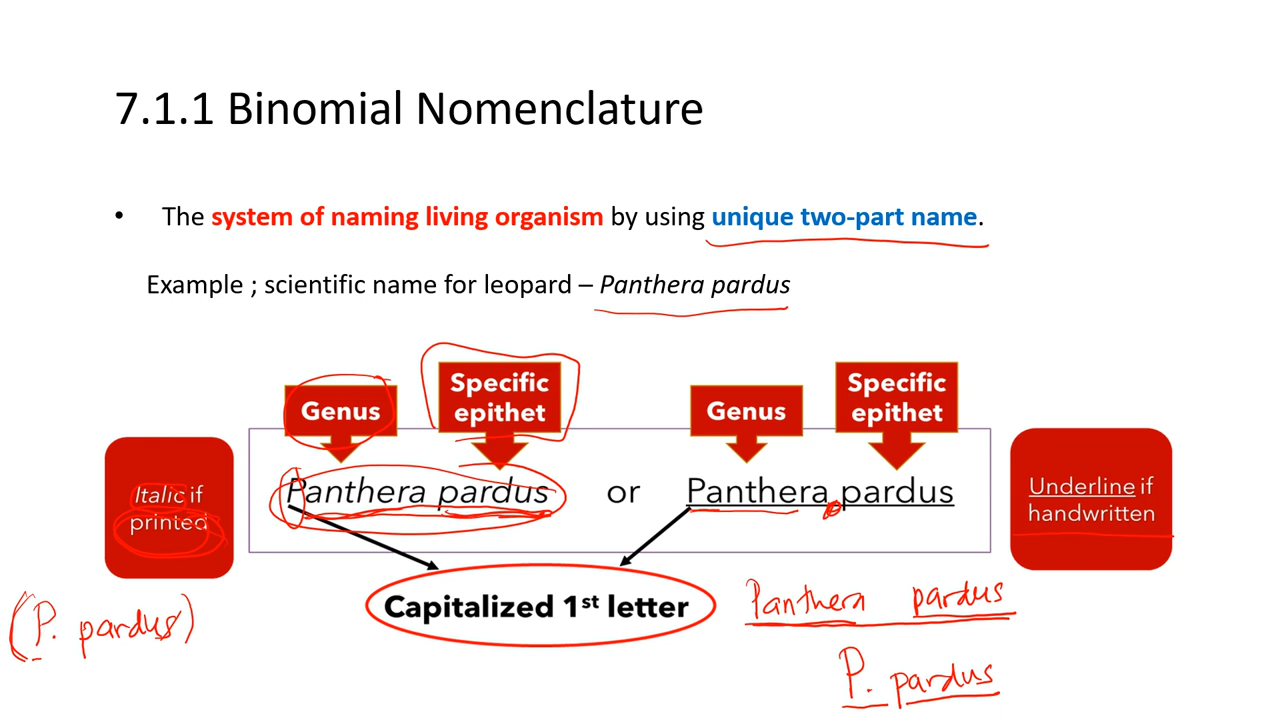 7.1.1 Binomial Nomenclature
• The system of naming living organism by using unique two-part name.
Example ; scientific name for leopard – Panthera pardus
Genus
Specific
epithet
Genus
Specific
epithet
Italic if
printed
Panthera pardus or Panthera pardus
Underline if
handwritten
Capitalized 1st letter
Panthera pardus
(P. pardus)
P. pardus